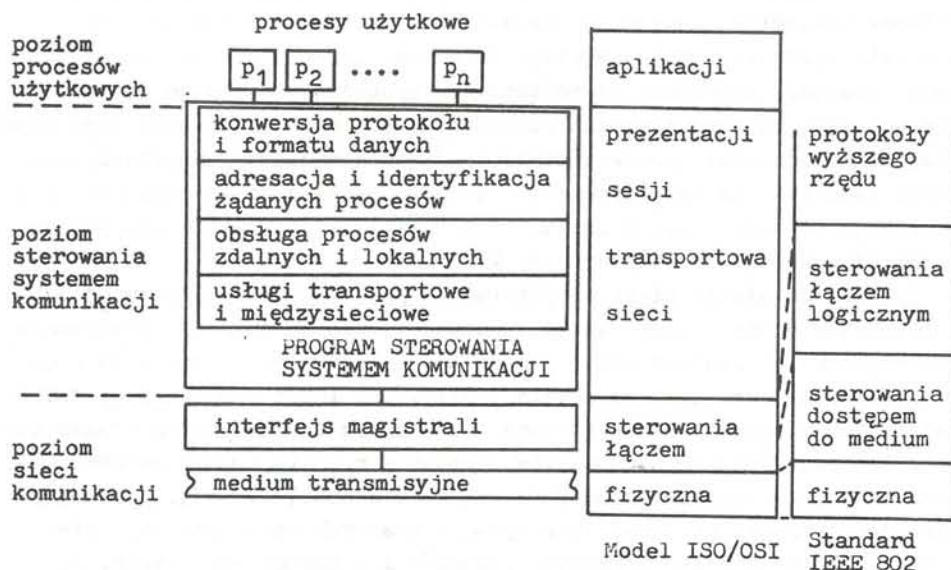 procesy użytkowe
poziom
procesów
użytkowych
p1 p2 .... pn
konwersja protokołu
i formatu danych
adresacja i identyfikacja
żądanych procesów
poziom
sterowania
systemem
komunikacji
obsługa procesów
zdalnych i lokalnych
usługi transportowe
i międzysieciowe
PROGRAM STEROWANIA
SYSTEMEM KOMUNIKACJI
poziom
sieci
komunikacji
interfejs magistrali
medium transmisyjne
aplikacji
prezentacji
sesji
transportowa
sieci
sterowania
łączem
fizyczna
Model ISO/OSI
protokoły
wyższego
rzędu
sterowania
łączem
logicznym
sterowania
dostępem
do medium
fizyczna
Standard
IEEE 802